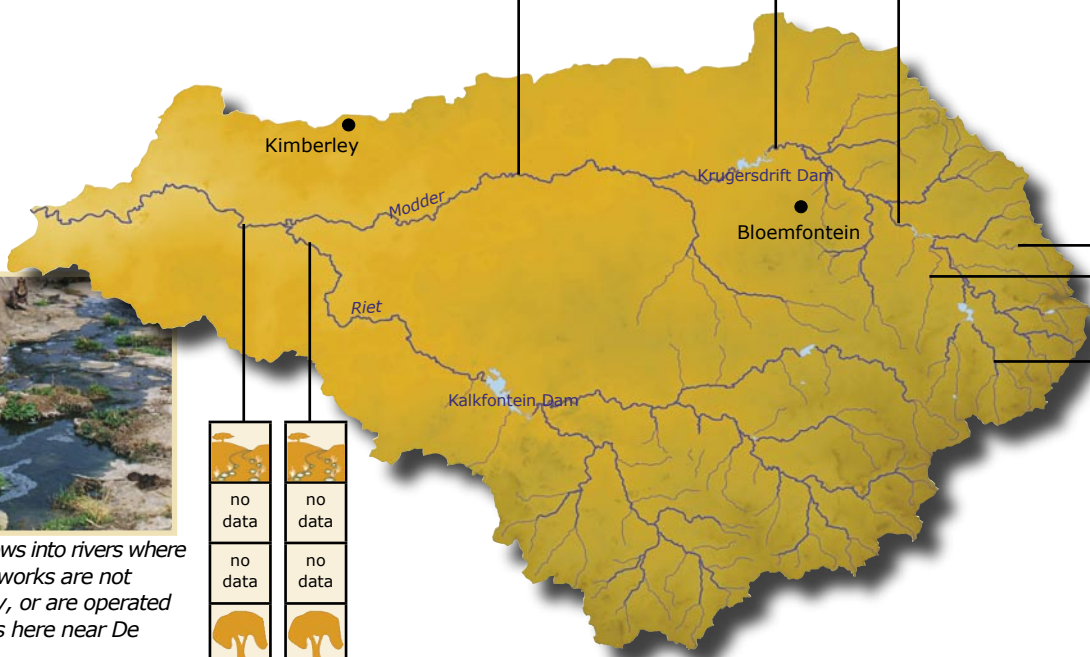 Kimberley
Modder
Krugersdrift Dam
Bloemfontein
Riet
Kalkfontein Dam
no
data
no
data
no
data
no
data
ws into rivers where
works are not
y, or are operated
s here near De